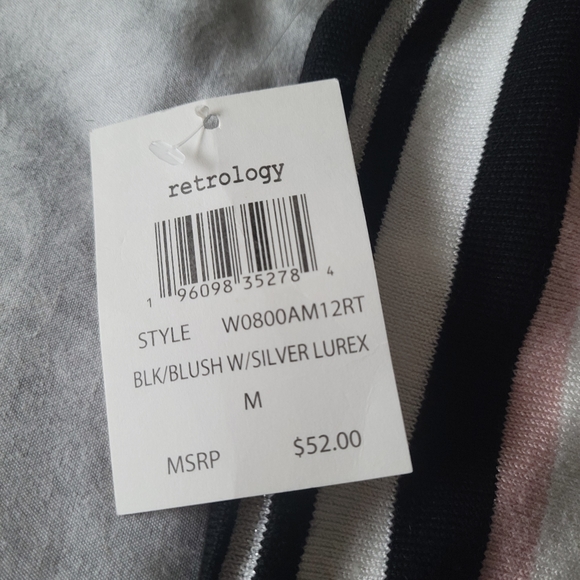 retrology
1 96098 35278 4
STYLE W0800AM12RT
BLK/BLUSH W/SILVER LUREX
M
MSRP $52.00